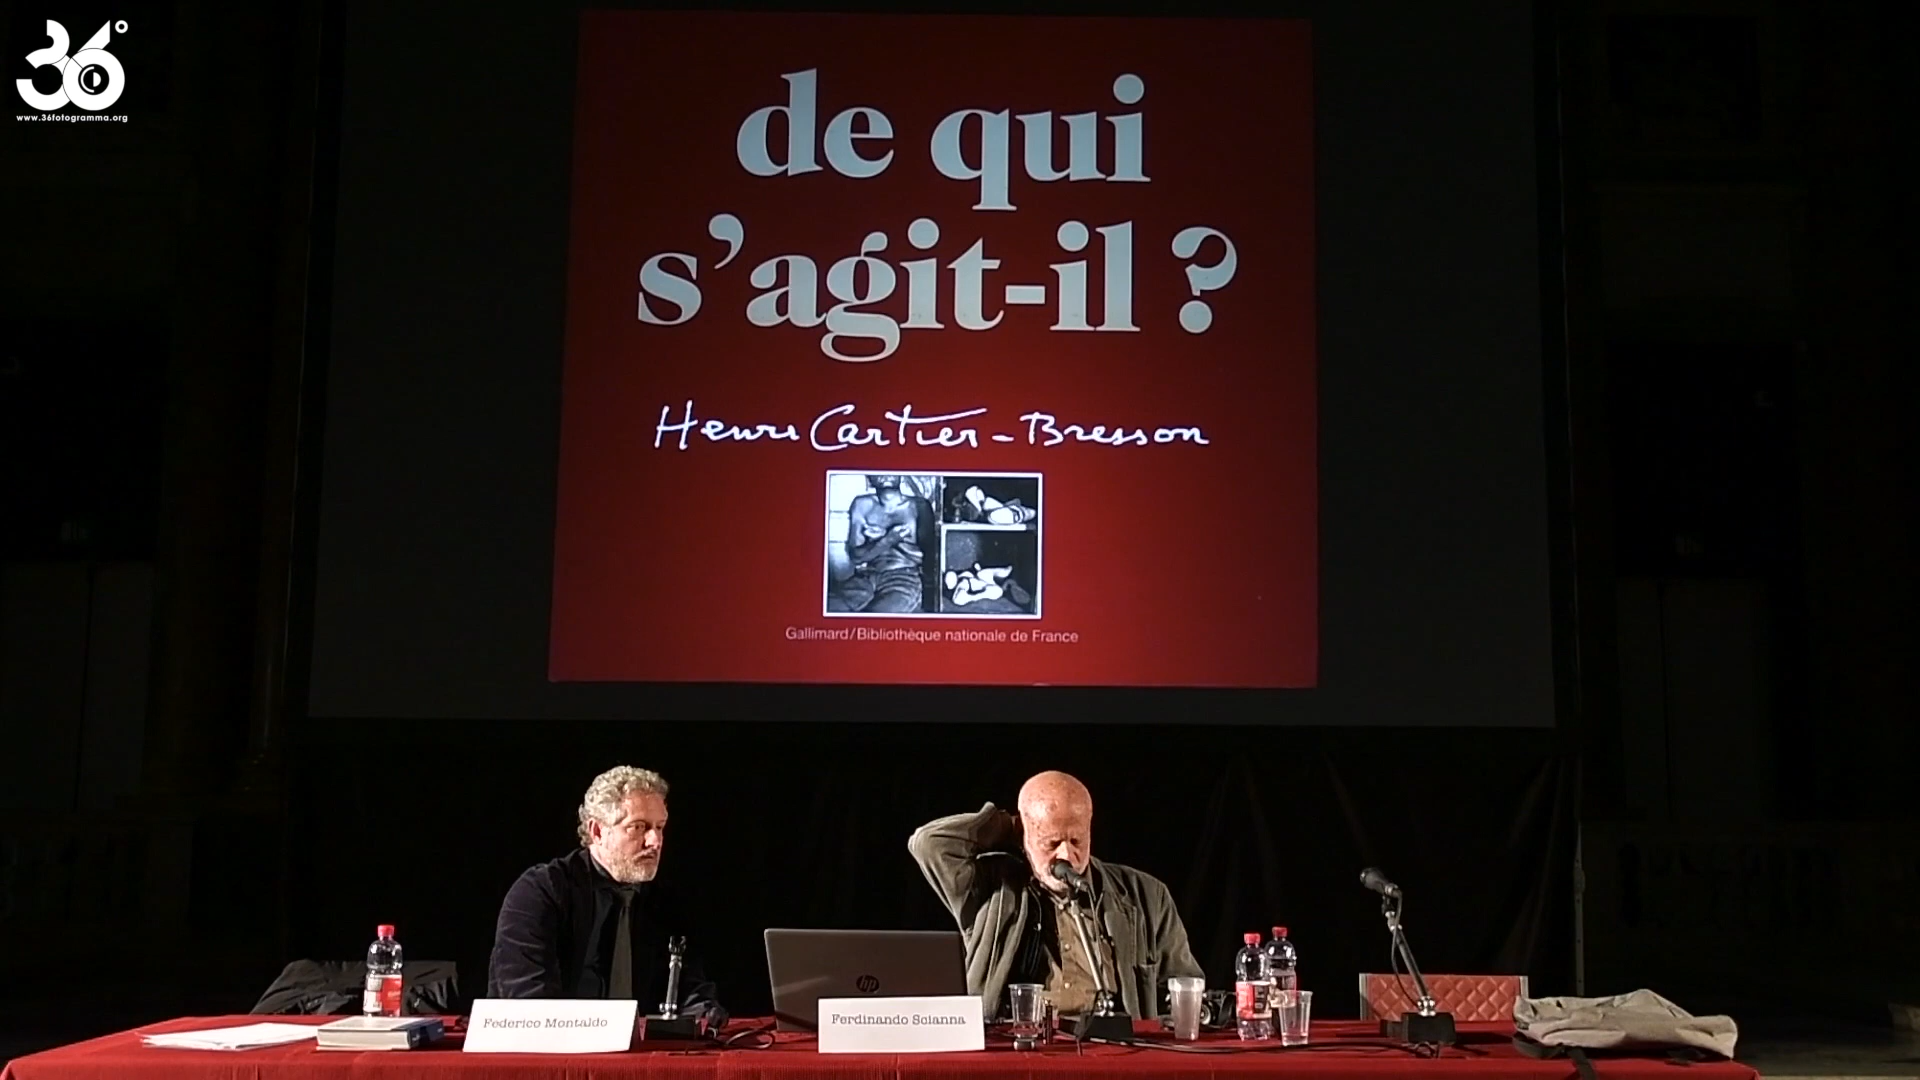 36°
www.36fotogramma.org
de qui
s'agit-il ?
Henri Cartier-Bresson
Gallimard/Bibliothèque nationale de France
hp
Federico Montaldo
Ferdinando Scianna